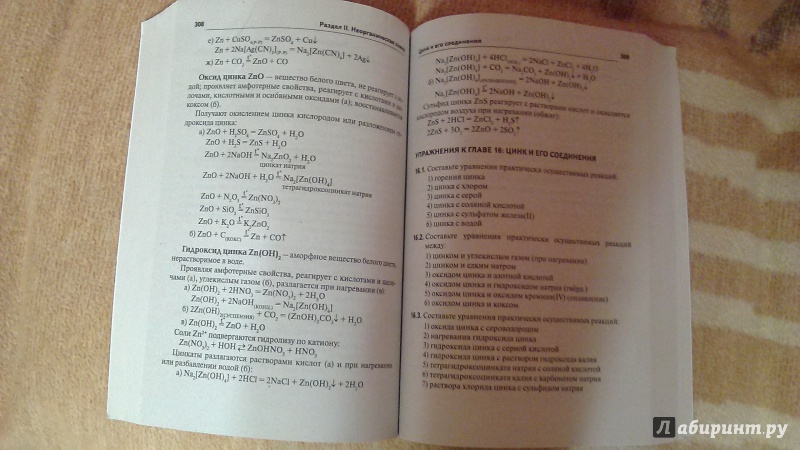 308
Раздел II. Неорганическая
е) Zn + CuSO₄(р-р) = ZnSO₄ + Cu↓
Zn + 2Na[Ag(CN)₂](р-р) = Na₂[Zn(CN)₄] + 2Ag↓
ж) Zn + CO₂ =t°= ZnO + CO
Оксид цинка ZnO — вещество белого цвета, не реагирует с во-
дой; проявляет амфотерные свойства, реагирует с кислотами и ще-
лочами, кислотными и основными оксидами (а); восстанавливается
коксом (б).
Получают окислением цинка кислородом или разложением
дроксида цинка:
а) ZnO + H₂SO₄ = ZnSO₄ + H₂O
ZnO + H₂S = ZnS + H₂O
ZnO + 2NaOH =t°= Na₂ZnO₂ + H₂O
цинкат натрия
ZnO + 2NaOH + H₂O =t°= Na₂[Zn(OH)₄]
тетрагидроксоцинкат натрия
ZnO + N₂O₅ =t°= Zn(NO₃)₂
ZnO + SiO₂ =t°= ZnSiO₃
ZnO + K₂O =t°= K₂ZnO₂
б) ZnO + C(кокс) =t°= Zn + CO↑
Гидроксид цинка Zn(OH)₂ — аморфное вещество белого цвета,
нерастворимое в воде.
Проявляя амфотерные свойства, реагирует с кислотами и щело-
чами (а), углекислым газом (б), разлагается при нагревании (в):
а) Zn(OH)₂ + 2HNO₃ = Zn(NO₃)₂ + 2H₂O
Zn(OH)₂ + 2NaOH(конц.) = Na₂[Zn(OH)₄]
б) 2Zn(OH)₂(суспензия) + CO₂ = (ZnOH)₂CO₃↓ + H₂O
в) Zn(OH)₂ =t°= ZnO + H₂O
Соли Zn²⁺ подвергаются гидролизу по катиону:
Zn(NO₃)₂ + HOH ⇄ ZnOHNO₃ + HNO₃
Цинкаты разлагаются растворами кислот (а) и при нагревании
или разбавлении водой (б):
а) Na₂[Zn(OH)₄] + 2HCl = 2NaCl + Zn(OH)₂↓ + 2H₂O
Цинк и его соединения
309
Na₂[Zn(OH)₄] + 4HCl = 2NaCl + ZnCl₂ + 4H₂O
Na₂[Zn(OH)₄] + CO₂ = Na₂CO₃ + Zn(OH)₂↓ + H₂O
б) Na₂[Zn(OH)₄] = 2NaOH + Zn(OH)₂↓
Na₂[Zn(OH)₄] =t°= 2NaOH + Zn(OH)₂↓
Сульфид цинка ZnS реагирует с растворами кислот и окисляется
кислородом воздуха при нагревании (обжиг):
ZnS + 2HCl = ZnCl₂ + H₂S↑
2ZnS + 3O₂ = 2ZnO + 2SO₂↑
УПРАЖНЕНИЯ К ГЛАВЕ 16: ЦИНК И ЕГО СОЕДИНЕНИЯ
16.1. Составьте уравнения практически осуществимых реакций:
1) горения цинка
2) цинка с хлором
3) цинка с серой
4) цинка с соляной кислотой
5) цинка с сульфатом железа(II)
6) цинка с водой
16.2. Составьте уравнения практически осуществимых реакций
между:
1) цинком и углекислым газом (при нагревании)
2) цинком и едким натром
3) оксидом цинка и азотной кислотой
4) оксидом цинка и гидроксидом натрия (твёрд.)
5) оксидом цинка и оксидом кремния(IV) (сплавление)
6) оксидом цинка и коксом
16.3. Составьте уравнения практически осуществимых реакций:
1) оксида цинка с сероводородом
2) нагревания гидроксида цинка
3) гидроксида цинка с серной кислотой
4) гидроксида цинка с раствором гидроксида калия
5) тетрагидроксоцинката натрия с соляной кислотой
6) тетрагидроксоцинката калия с карбонатом натрия
7) раствора хлорида цинка с сульфидом натрия
Лабиринт.ру